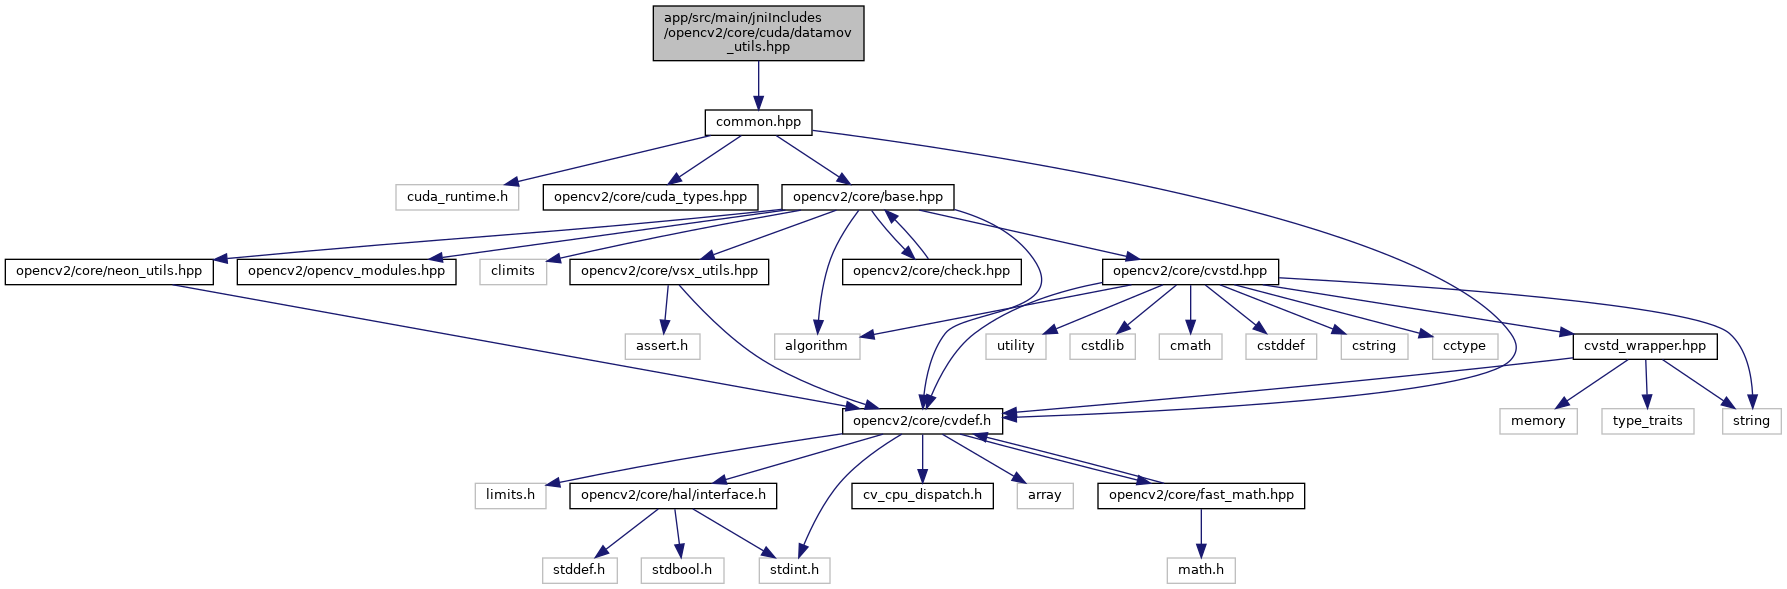 app/src/main/jniIncludes
/opencv2/core/cuda/datamov
_utils.hpp
common.hpp
cuda_runtime.h
opencv2/core/cuda_types.hpp
opencv2/core/base.hpp
opencv2/core/neon_utils.hpp
opencv2/opencv_modules.hpp
climits
opencv2/core/vsx_utils.hpp
opencv2/core/check.hpp
opencv2/core/cvstd.hpp
assert.h
algorithm
utility
cstdlib
cmath
cstddef
cstring
cctype
cvstd_wrapper.hpp
opencv2/core/cvdef.h
memory
type_traits
string
limits.h
opencv2/core/hal/interface.h
cv_cpu_dispatch.h
array
opencv2/core/fast_math.hpp
stddef.h
stdbool.h
stdint.h
math.h